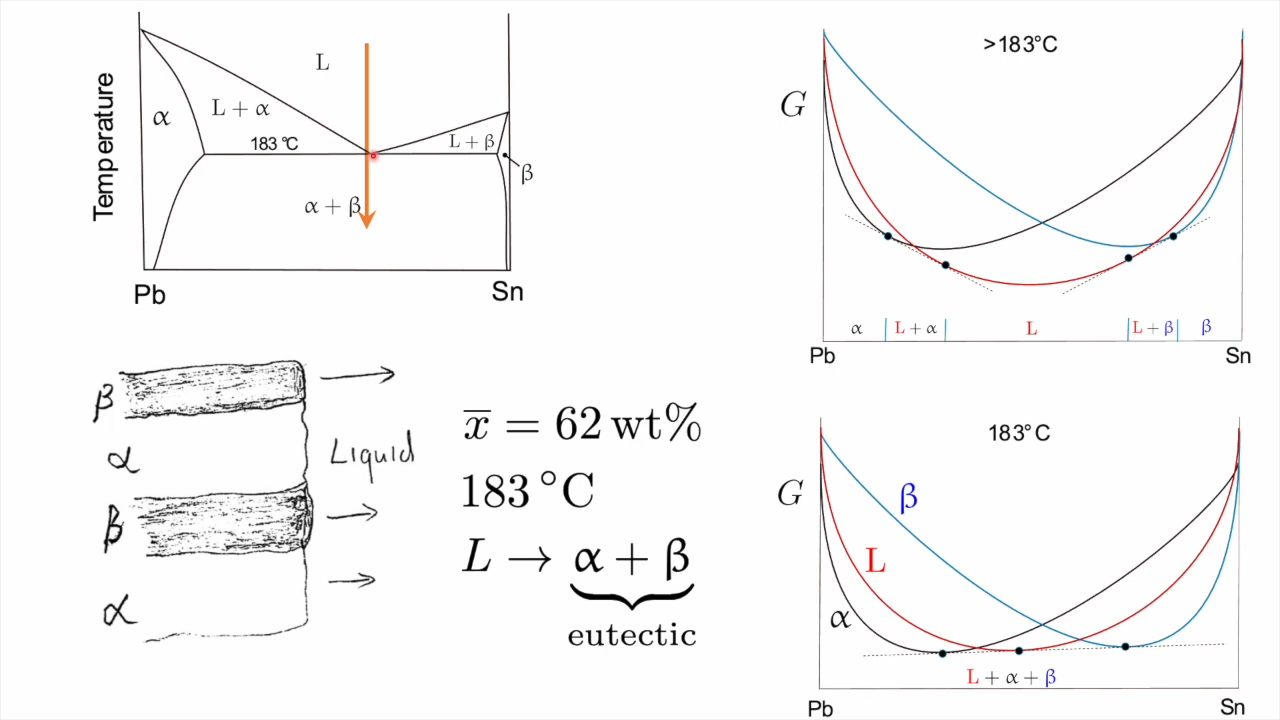 Temperature
L
α
L + α
183 ℃
L + β
β
α + β
Pb
Sn
>183°C
G
α
L + α
L
L + β
β
Pb
Sn
β
α
β
α
Liquid
x̅ = 62 wt%
183 °C
L → α + β
eutectic
183°C
G
β
L
α
L + α + β
Pb
Sn